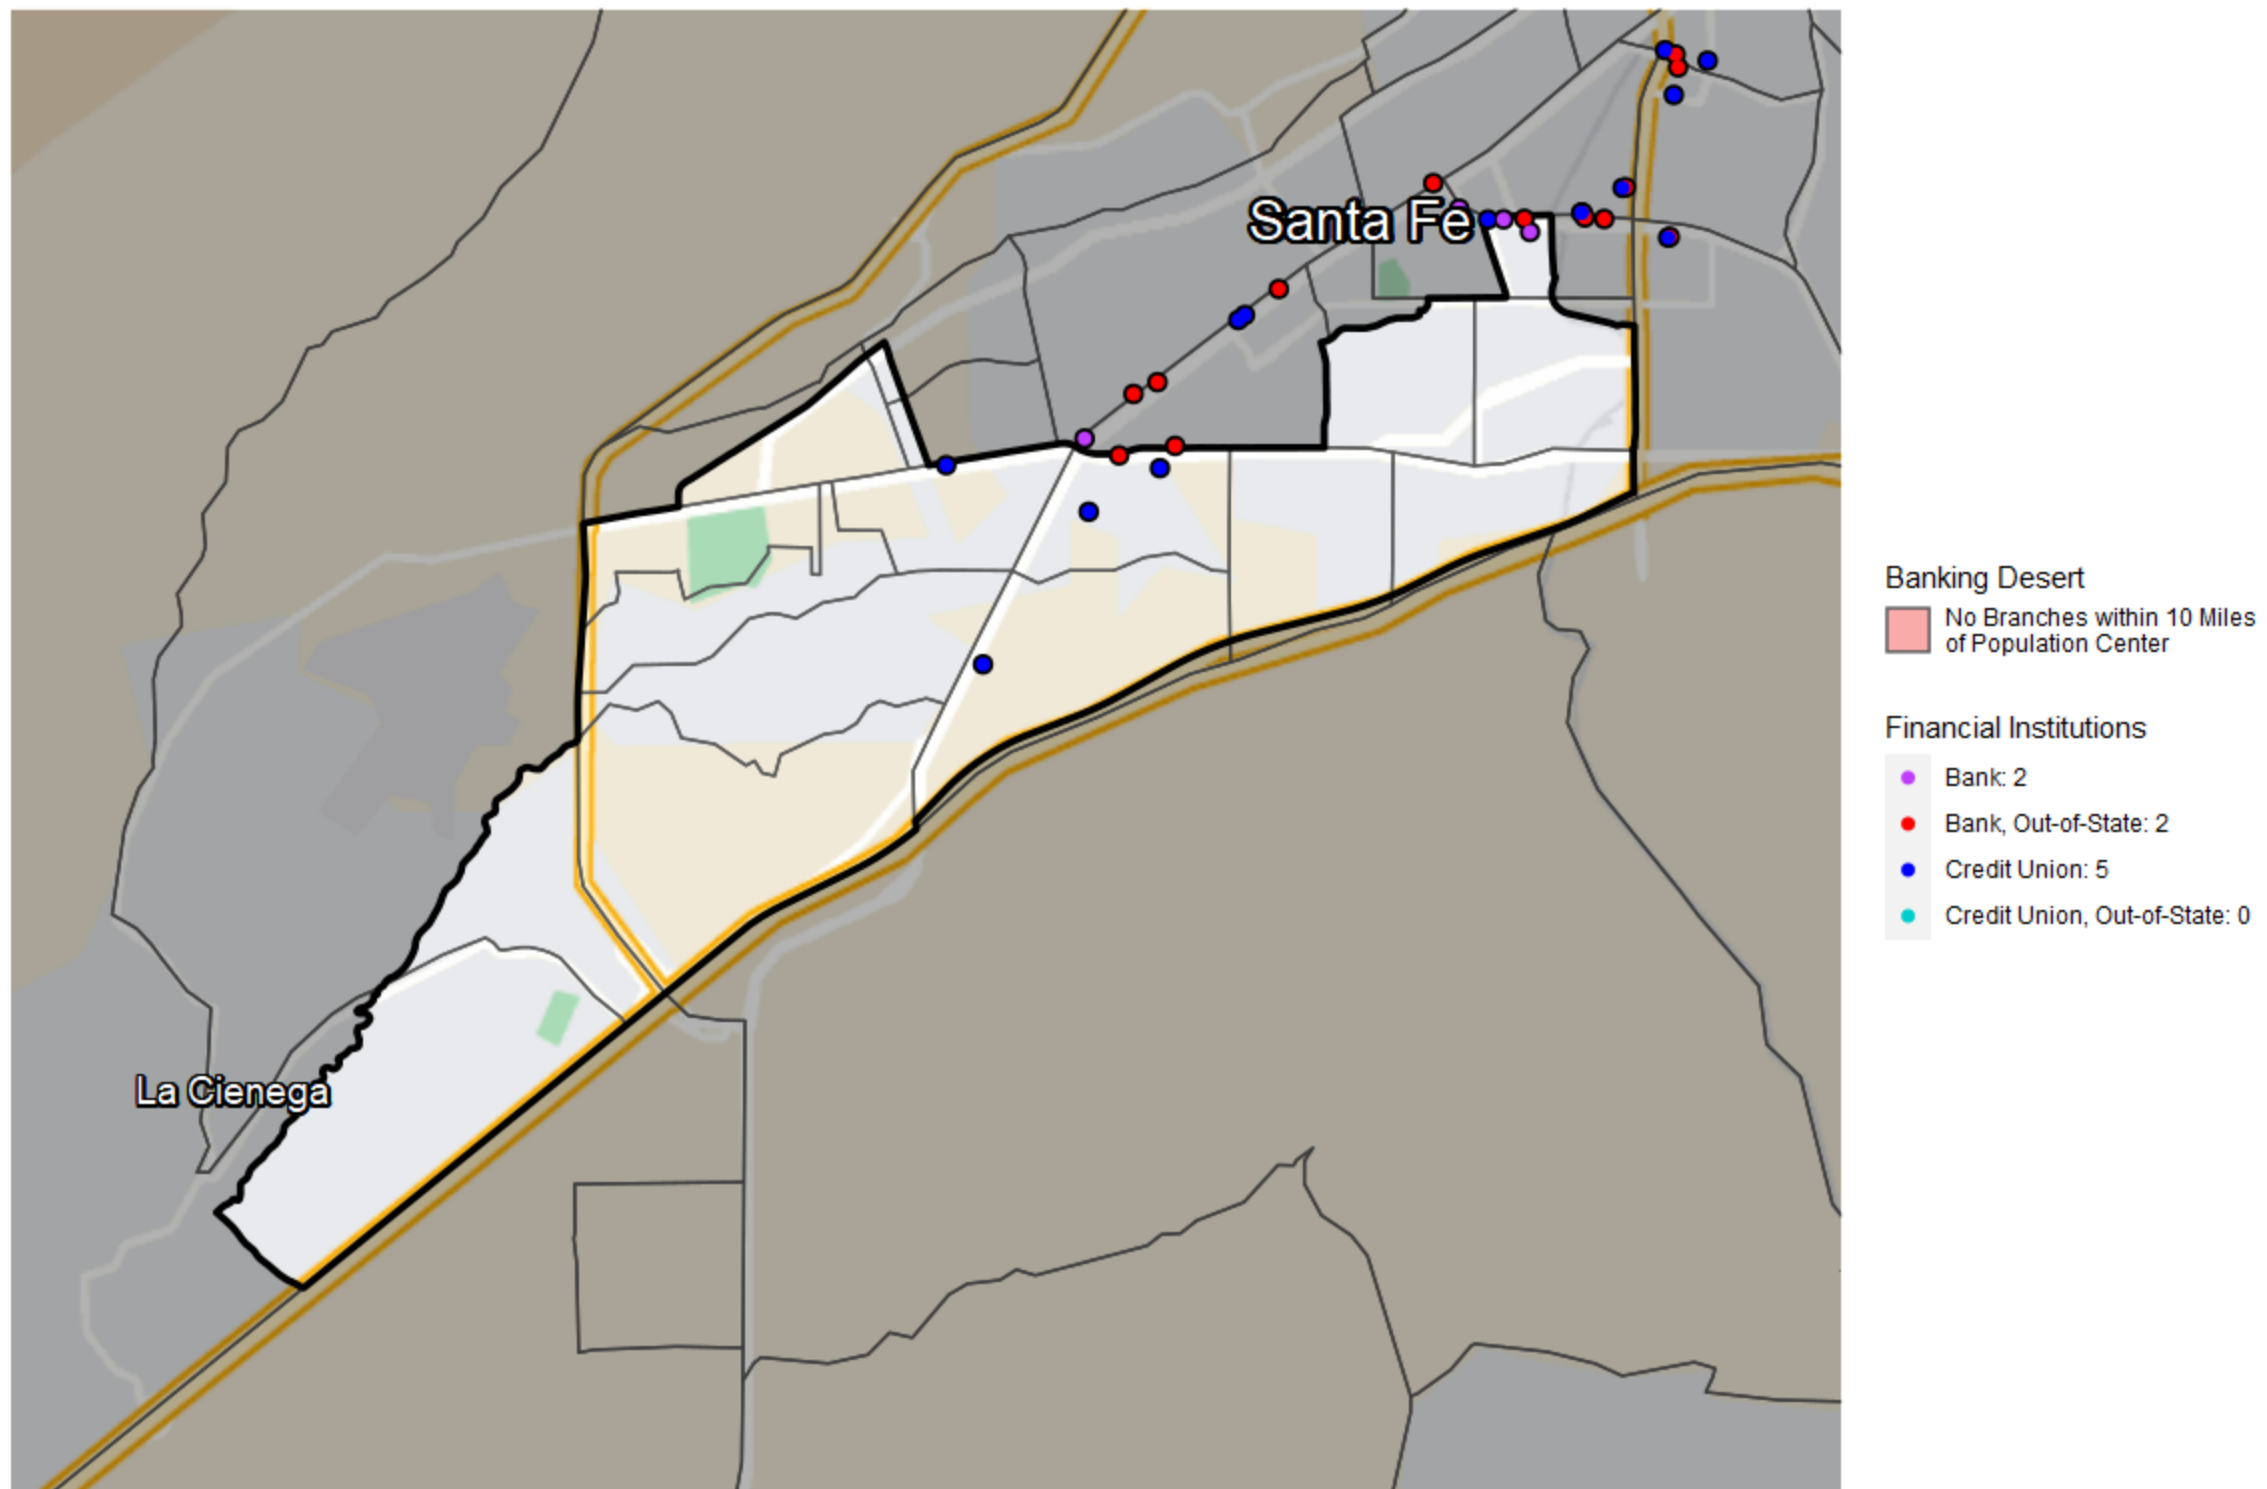 Santa Fe
La Cienega
Banking Desert
No Branches within 10 Miles
of Population Center
Financial Institutions
Bank: 2
Bank, Out-of-State: 2
Credit Union: 5
Credit Union, Out-of-State: 0